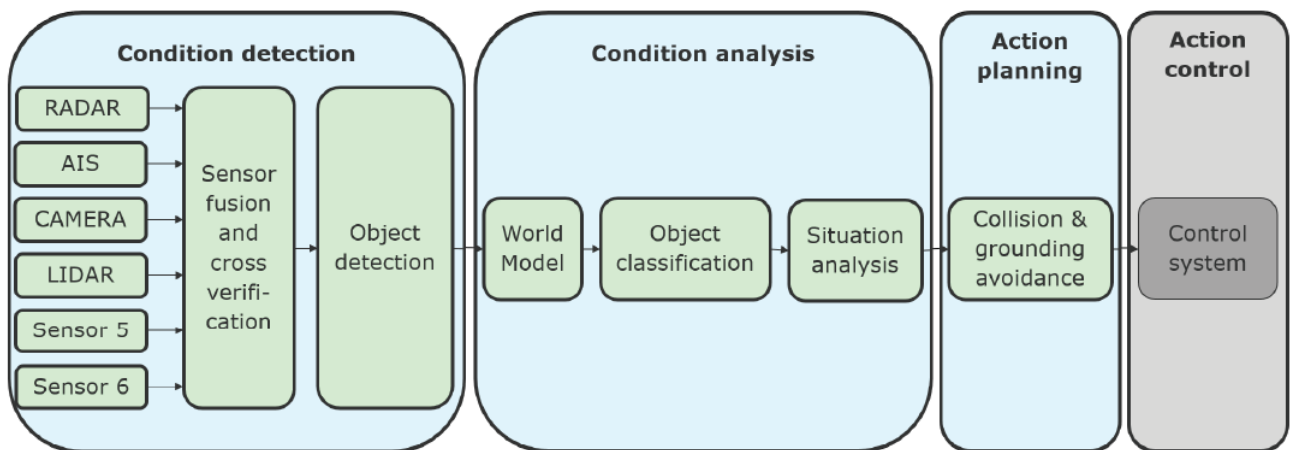 Condition detection
RADAR
AIS
CAMERA
LIDAR
Sensor 5
Sensor 6
Sensor
fusion
and
cross
verifi-
cation
Object
detection
Condition analysis
World
Model
Object
classification
Situation
analysis
Action
planning
Collision &
grounding
avoidance
Action
control
Control
system